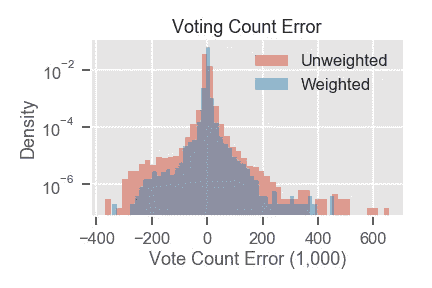 Voting Count Error
Unweighted
Weighted
10⁻²
10⁻⁴
10⁻⁶
Density
−400 −200 0 200 400 600
Vote Count Error (1,000)